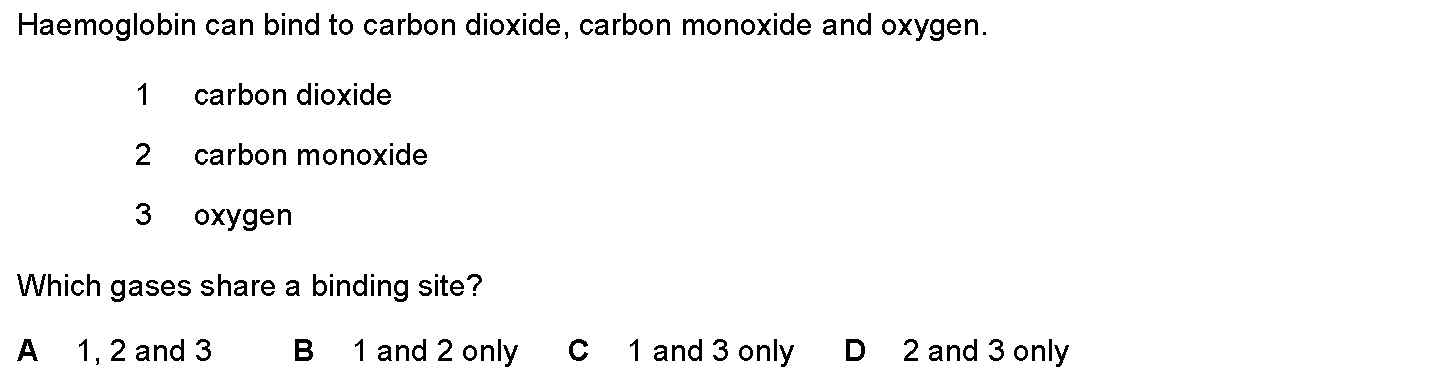 Haemoglobin can bind to carbon dioxide, carbon monoxide and oxygen.
1 carbon dioxide
2 carbon monoxide
3 oxygen
Which gases share a binding site?
A 1, 2 and 3 B 1 and 2 only C 1 and 3 only D 2 and 3 only